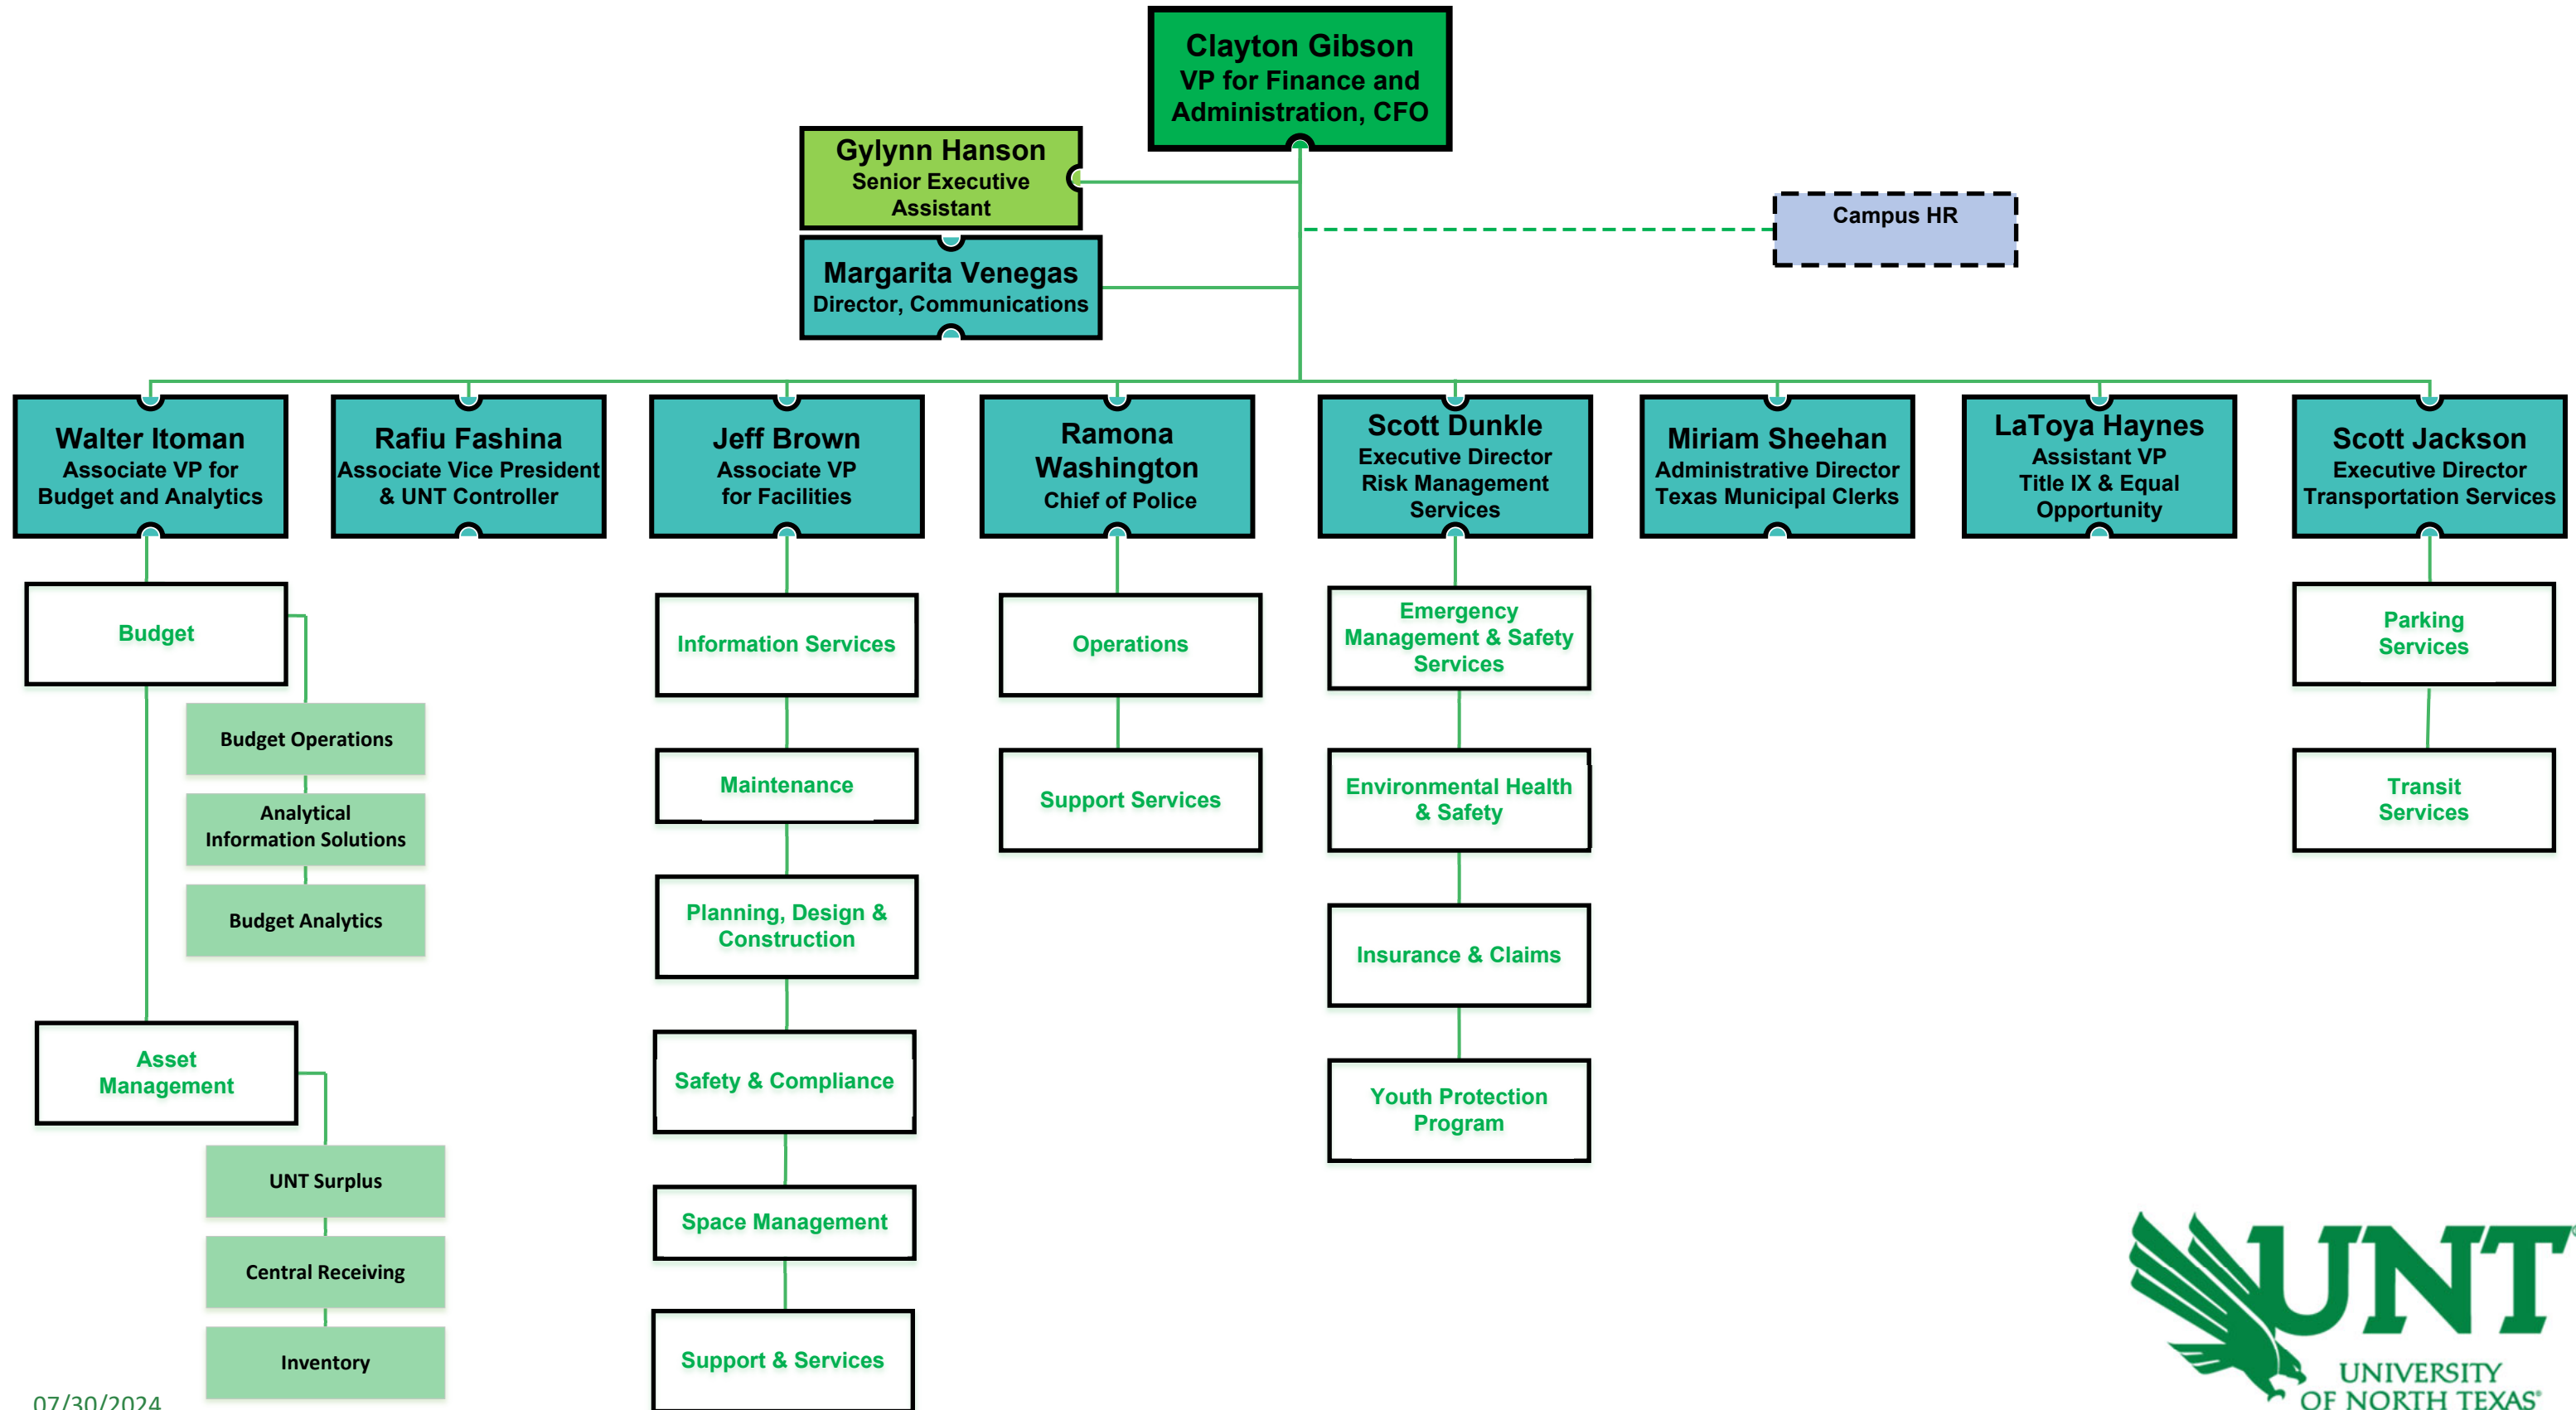 Clayton Gibson
VP for Finance and
Administration, CFO
Gylynn Hanson
Senior Executive
Assistant
Campus HR
Margarita Venegas
Director, Communications
Walter Itoman
Associate VP for
Budget and Analytics
Rafiu Fashina
Associate Vice President
& UNT Controller
Jeff Brown
Associate VP
for Facilities
Ramona
Washington
Chief of Police
Scott Dunkle
Executive Director
Risk Management
Services
Miriam Sheehan
Administrative Director
Texas Municipal Clerks
LaToya Haynes
Assistant VP
Title IX & Equal
Opportunity
Scott Jackson
Executive Director
Transportation Services
Budget
Budget Operations
Analytical
Information Solutions
Budget Analytics
Asset
Management
UNT Surplus
Central Receiving
Inventory
Information Services
Maintenance
Planning, Design &
Construction
Safety & Compliance
Space Management
Support & Services
Operations
Support Services
Emergency
Management & Safety
Services
Environmental Health
& Safety
Insurance & Claims
Youth Protection
Program
Parking
Services
Transit
Services
07/30/2024
UNT
UNIVERSITY
OF NORTH TEXAS®